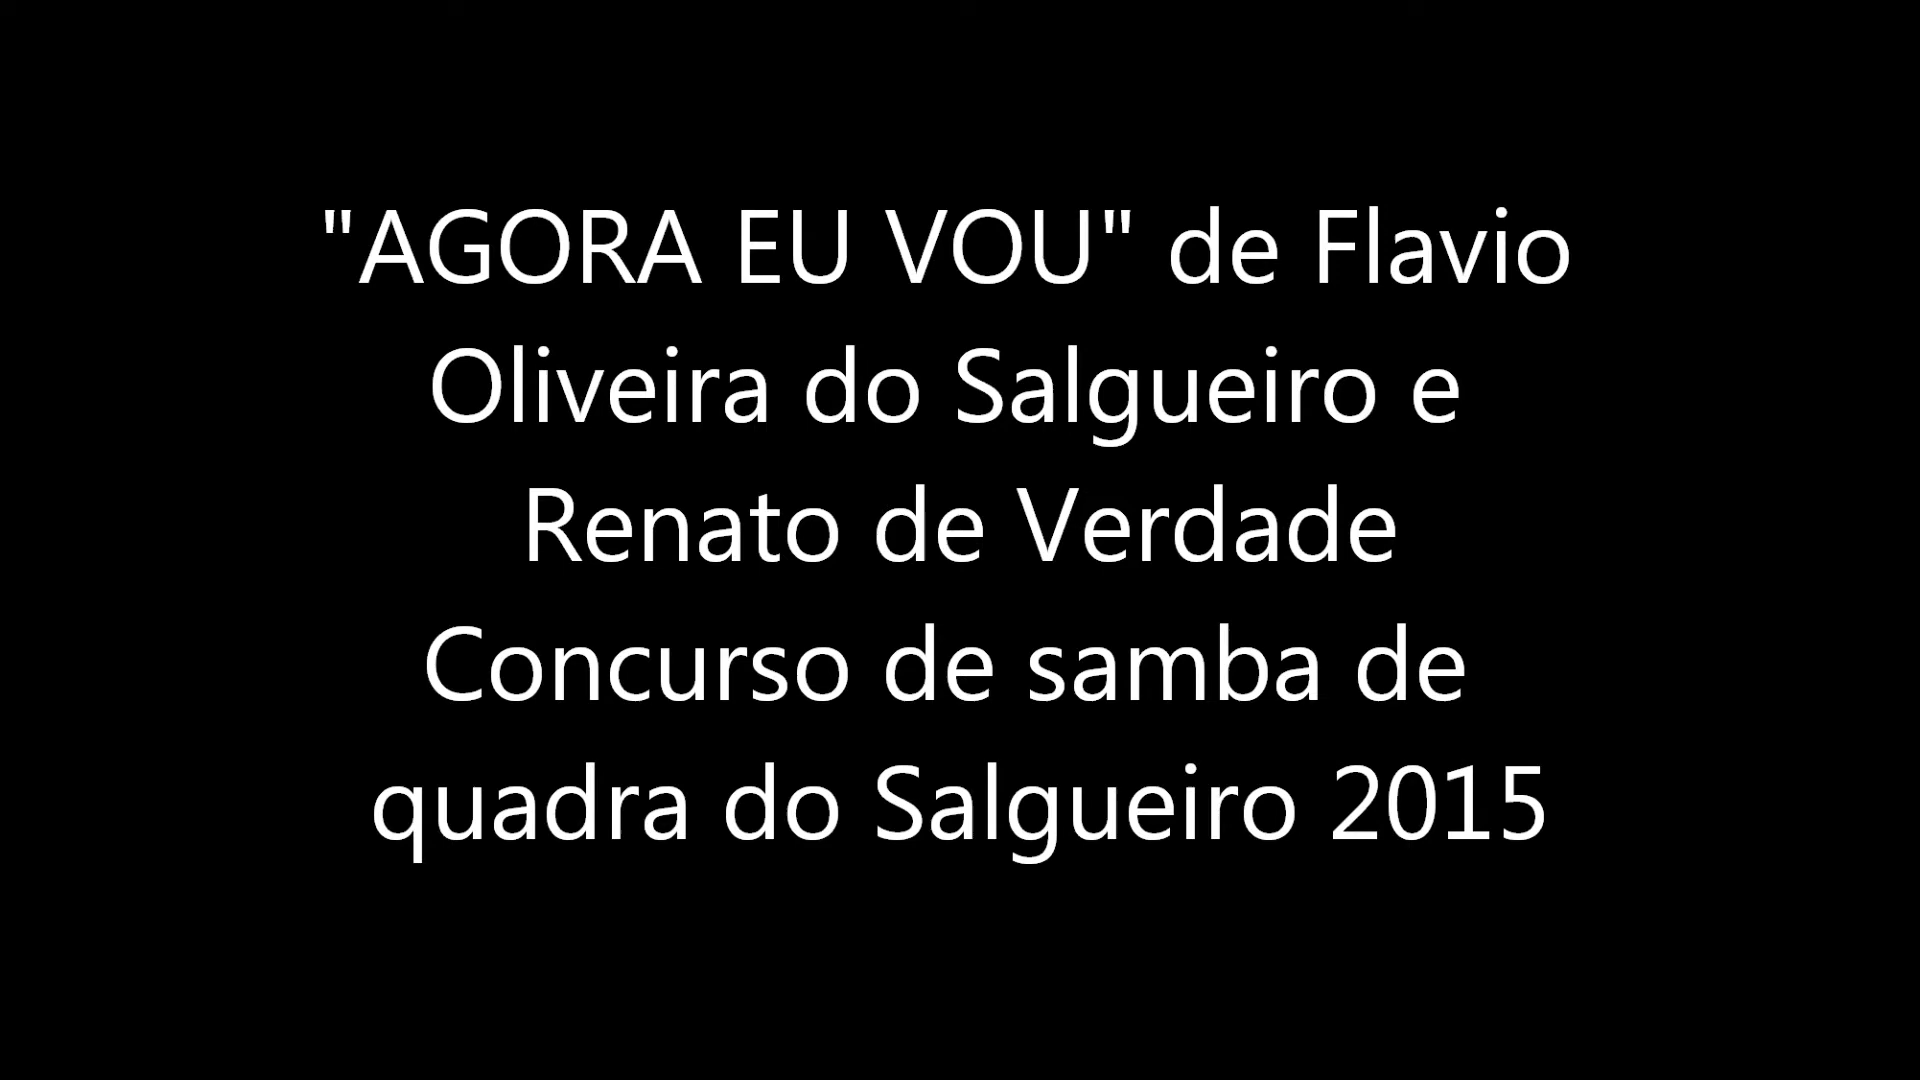 "AGORA EU VOU" de Flavio
Oliveira do Salgueiro e
Renato de Verdade
Concurso de samba de
quadra do Salgueiro 2015